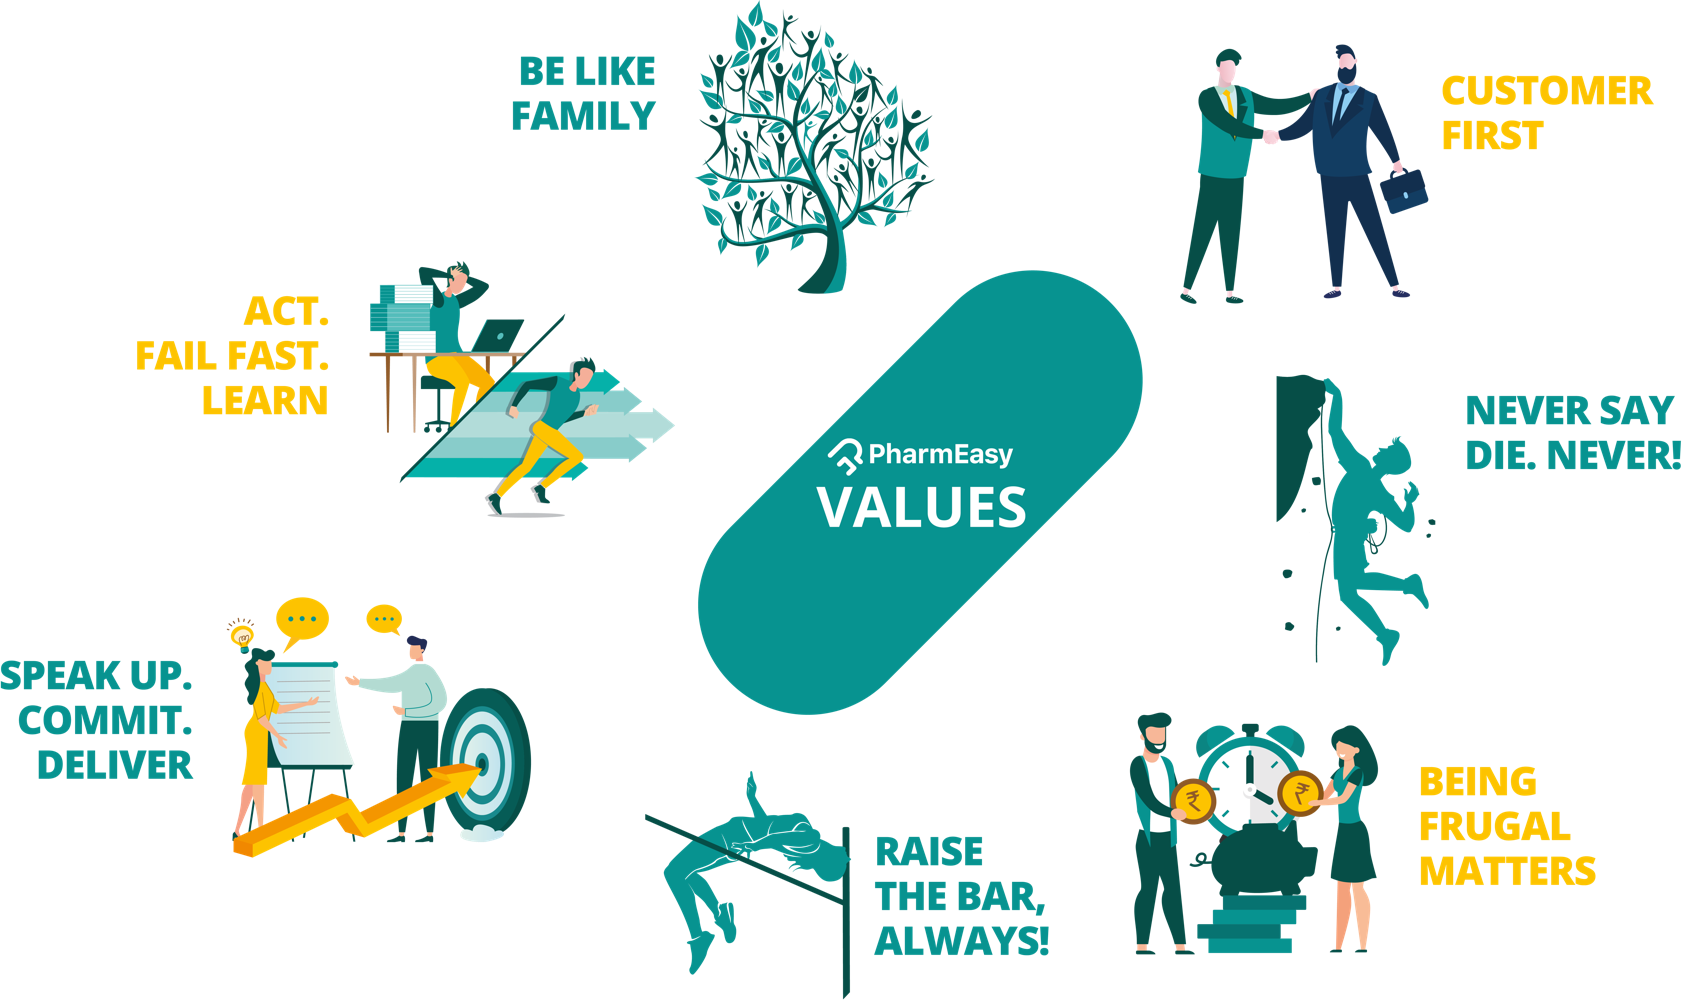 BE LIKE
FAMILY
CUSTOMER
FIRST
ACT.
FAIL FAST.
LEARN
NEVER SAY
DIE. NEVER!
PharmEasy
VALUES
SPEAK UP.
COMMIT.
DELIVER
RAISE
THE BAR,
ALWAYS!
₹
₹
BEING
FRUGAL
MATTERS